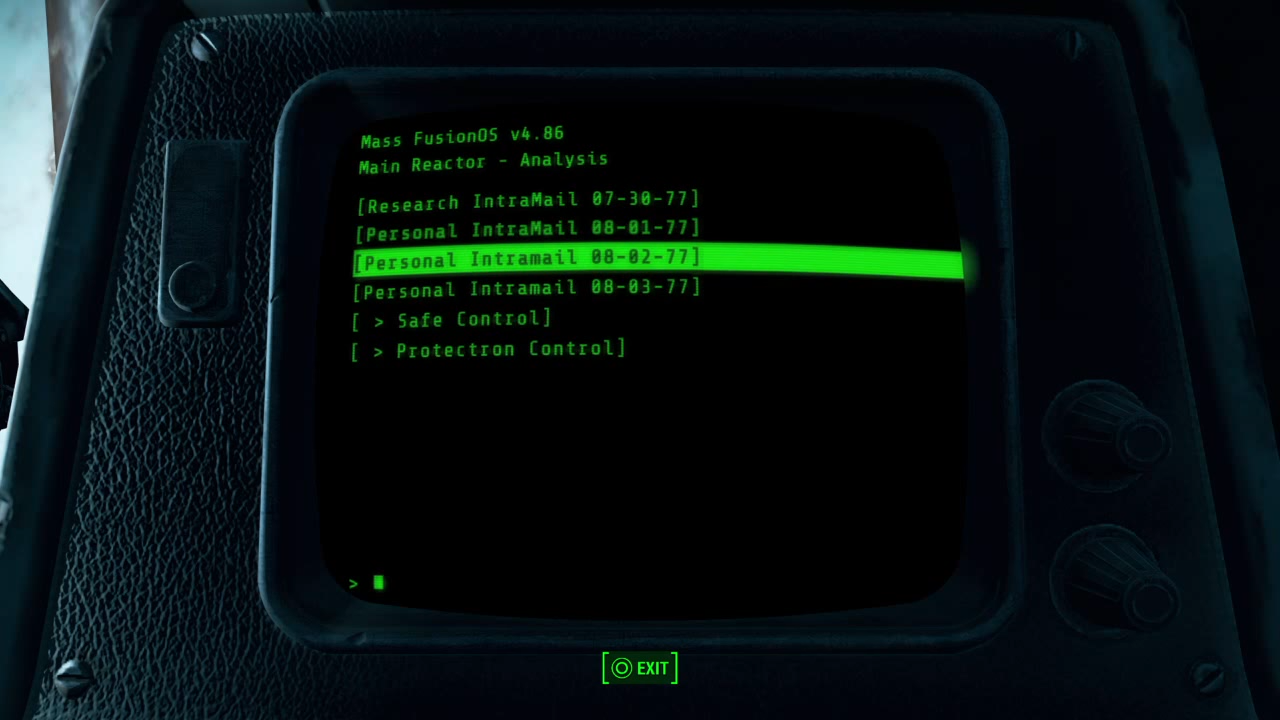 Mass FusionOS v4.86
Main Reactor - Analysis
[Research IntraMail 07-30-77]
[Personal IntraMail 08-01-77]
[Personal Intramail 08-02-77]
[Personal Intramail 08-03-77]
[ > Safe Control]
[ > Protectron Control]
>
EXIT